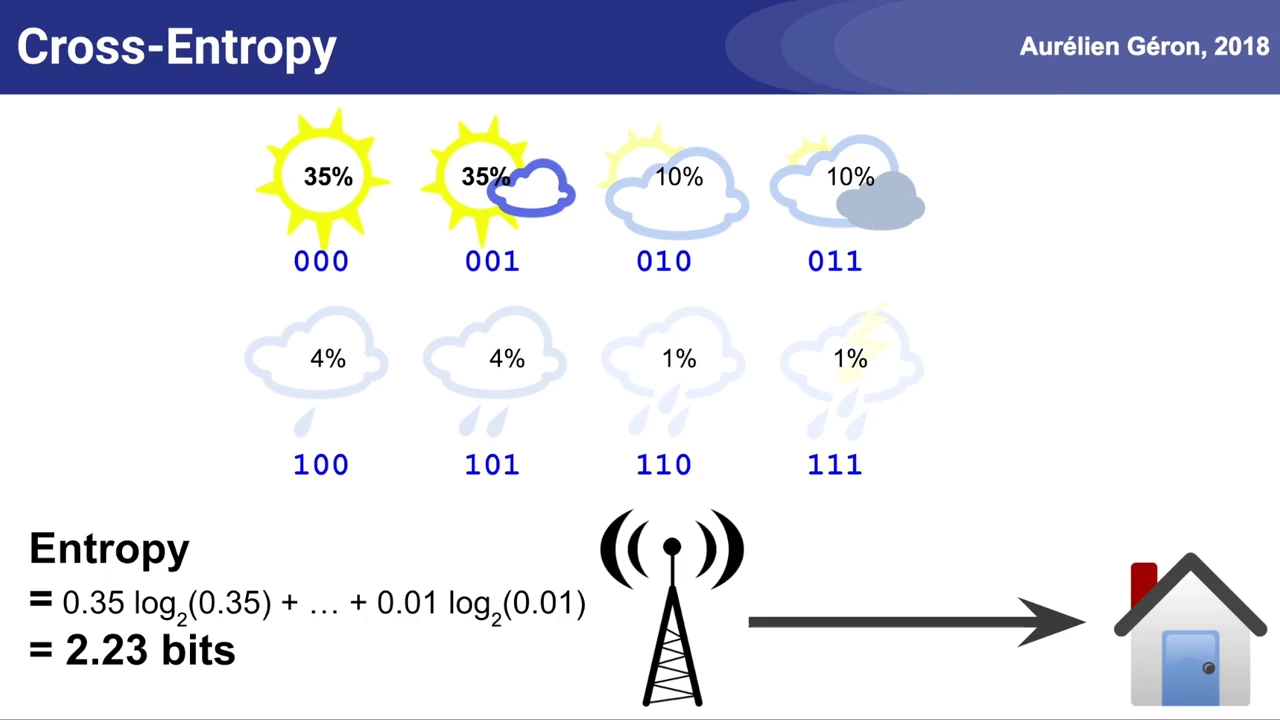 Cross-Entropy
Aurélien Géron, 2018
35% 35% 10% 10%
000 001 010 011
4% 4% 1% 1%
100 101 110 111
Entropy
= 0.35 log₂(0.35) + … + 0.01 log₂(0.01)
= 2.23 bits